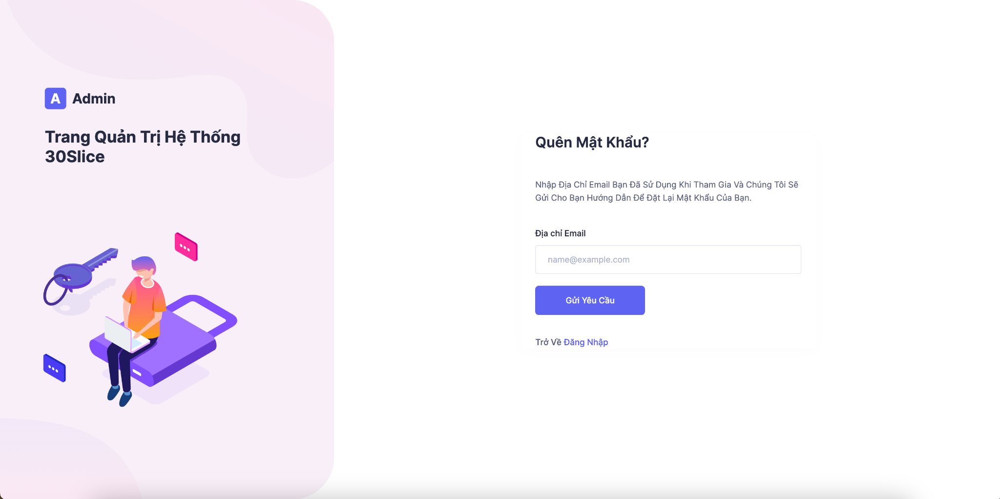 A Admin
Trang Quản Trị Hệ Thống
30Slice
Quên Mật Khẩu?
Nhập Địa Chỉ Email Bạn Đã Sử Dụng Khi Tham Gia Và Chúng Tôi Sẽ
Gửi Cho Bạn Hướng Dẫn Để Đặt Lại Mật Khẩu Của Bạn.
Địa chỉ Email
name@example.com
Gửi Yêu Cầu
Trở Về Đăng Nhập